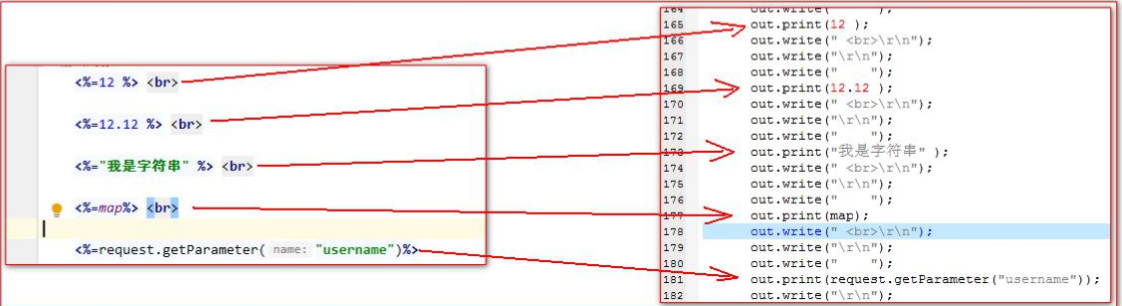 <%=12 %> <br>
<%=12.12 %> <br>
<%="我是字符串" %> <br>
<%=map%> <br>
<%=request.getParameter( name: "username")%>
164 out.write("     ");
165 out.print(12 );
166 out.write(" <br>\r\n");
167 out.write("\r\n");
168 out.write("     ");
169 out.print(12.12 );
170 out.write(" <br>\r\n");
171 out.write("\r\n");
172 out.write("     ");
173 out.print("我是字符串" );
174 out.write(" <br>\r\n");
175 out.write("\r\n");
176 out.write("     ");
177 out.print(map);
178 out.write(" <br>\r\n");
179 out.write("\r\n");
180 out.write("     ");
181 out.print(request.getParameter("username"));
182 out.write("\r\n");